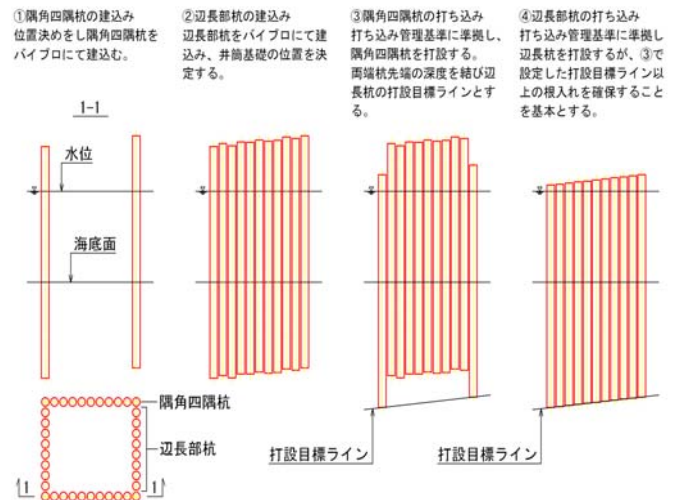 ①隅角四隅杭の建込み
位置決めをし隅角四隅杭を
バイブロにて建込む。
②辺長部杭の建込み
辺長部杭をバイブロにて建
込み、井筒基礎の位置を決
定する。
③隅角四隅杭の打ち込み
打ち込み管理基準に準拠し、
隅角四隅杭を打設する。
両端杭先端の深度を結び辺
長杭の打設目標ラインとす
る。
④辺長部杭の打ち込み
打ち込み管理基準に準拠し
辺長杭を打設するが、③で
設定した打設目標ライン以
上の根入れを確保すること
を基本とする。
1-1
水位
海底面
隅角四隅杭
辺長部杭
1
1
打設目標ライン
打設目標ライン